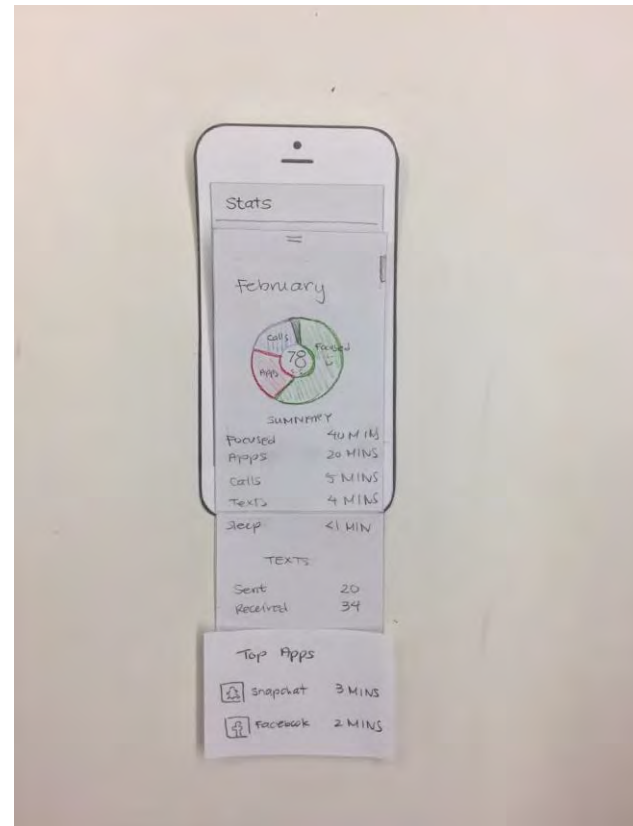 Stats
February
Calls
Focused
78
Apps
SUMMARY
Focused 40 MIN
Apps 20 MINS
Calls 5 MINS
Texts 4 MINS
Sleep <1 MIN
TEXTS
Sent 20
Received 34
Top Apps
Snapchat 3 MINS
f Facebook 2 MINS